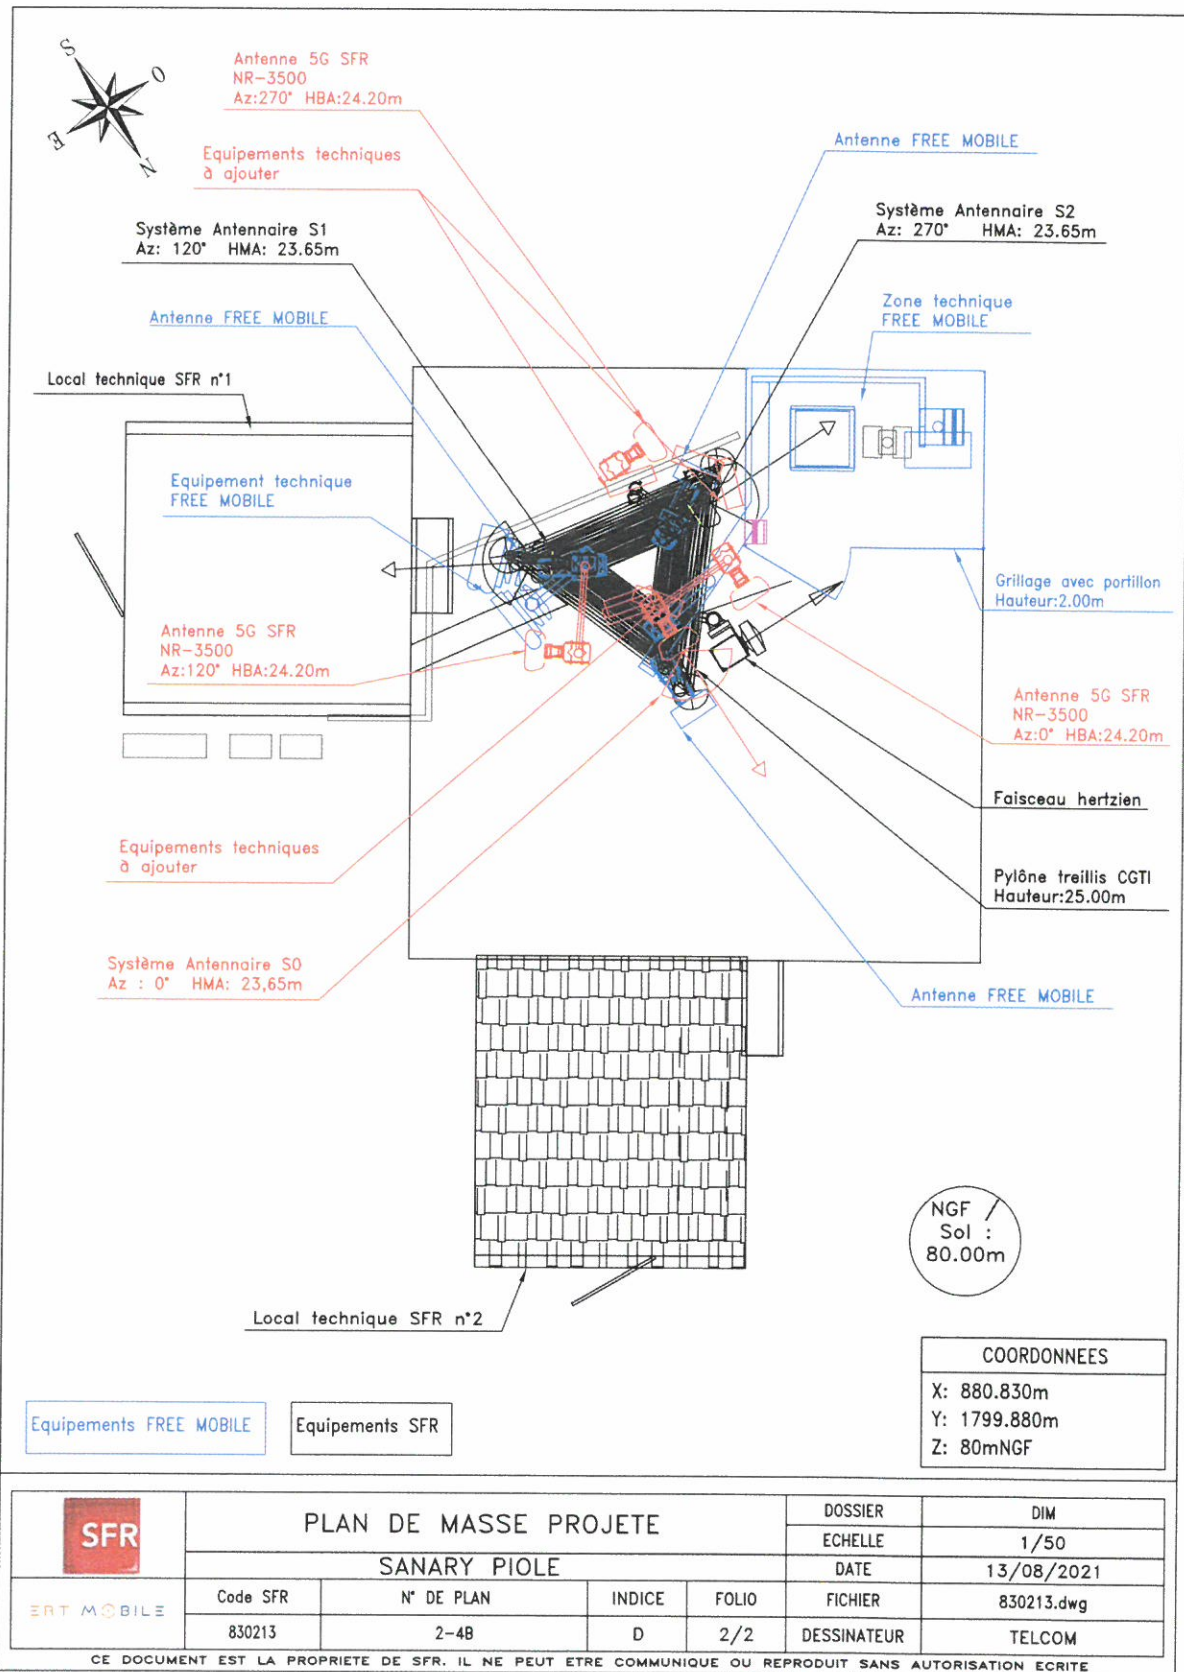 S
O
E
N
Antenne 5G SFR
NR-3500
Az:270° HBA:24.20m
Equipements techniques
à ajouter
Antenne FREE MOBILE
Système Antennaire S1
Az: 120° HMA: 23.65m
Système Antennaire S2
Az: 270° HMA: 23.65m
Antenne FREE MOBILE
Zone technique
FREE MOBILE
Local technique SFR n°1
Equipement technique
FREE MOBILE
Grillage avec portillon
Hauteur:2.00m
Antenne 5G SFR
NR-3500
Az:120° HBA:24.20m
Antenne 5G SFR
NR-3500
Az:0° HBA:24.20m
Faisceau hertzien
Equipements techniques
à ajouter
Pylône treillis CGTI
Hauteur:25.00m
Système Antennaire S0
Az : 0° HMA: 23,65m
Antenne FREE MOBILE
NGF /
Sol :
80.00m
Local technique SFR n°2
COORDONNEES
X: 880.830m
Y: 1799.880m
Z: 80mNGF
Equipements FREE MOBILE
Equipements SFR
SFR
PLAN DE MASSE PROJETE
DOSSIER DIM
ECHELLE 1/50
SANARY PIOLE
DATE 13/08/2021
ERT MOBILE
Code SFR N° DE PLAN INDICE FOLIO FICHIER 830213.dwg
830213 2-4B D 2/2 DESSINATEUR TELCOM
CE DOCUMENT EST LA PROPRIETE DE SFR. IL NE PEUT ETRE COMMUNIQUE OU REPRODUIT SANS AUTORISATION ECRITE